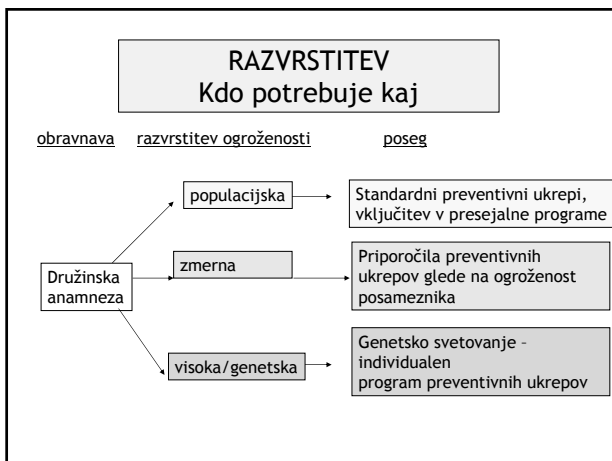 RAZVRSTITEV
Kdo potrebuje kaj
obravnava razvrstitev ogroženosti poseg
populacijska
Standardni preventivni ukrepi,
vključitev v presejalne programe
Družinska
anamneza
zmerna
Priporočila preventivnih
ukrepov glede na ogroženost
posameznika
visoka/genetska
Genetsko svetovanje –
individualen
program preventivnih ukrepov